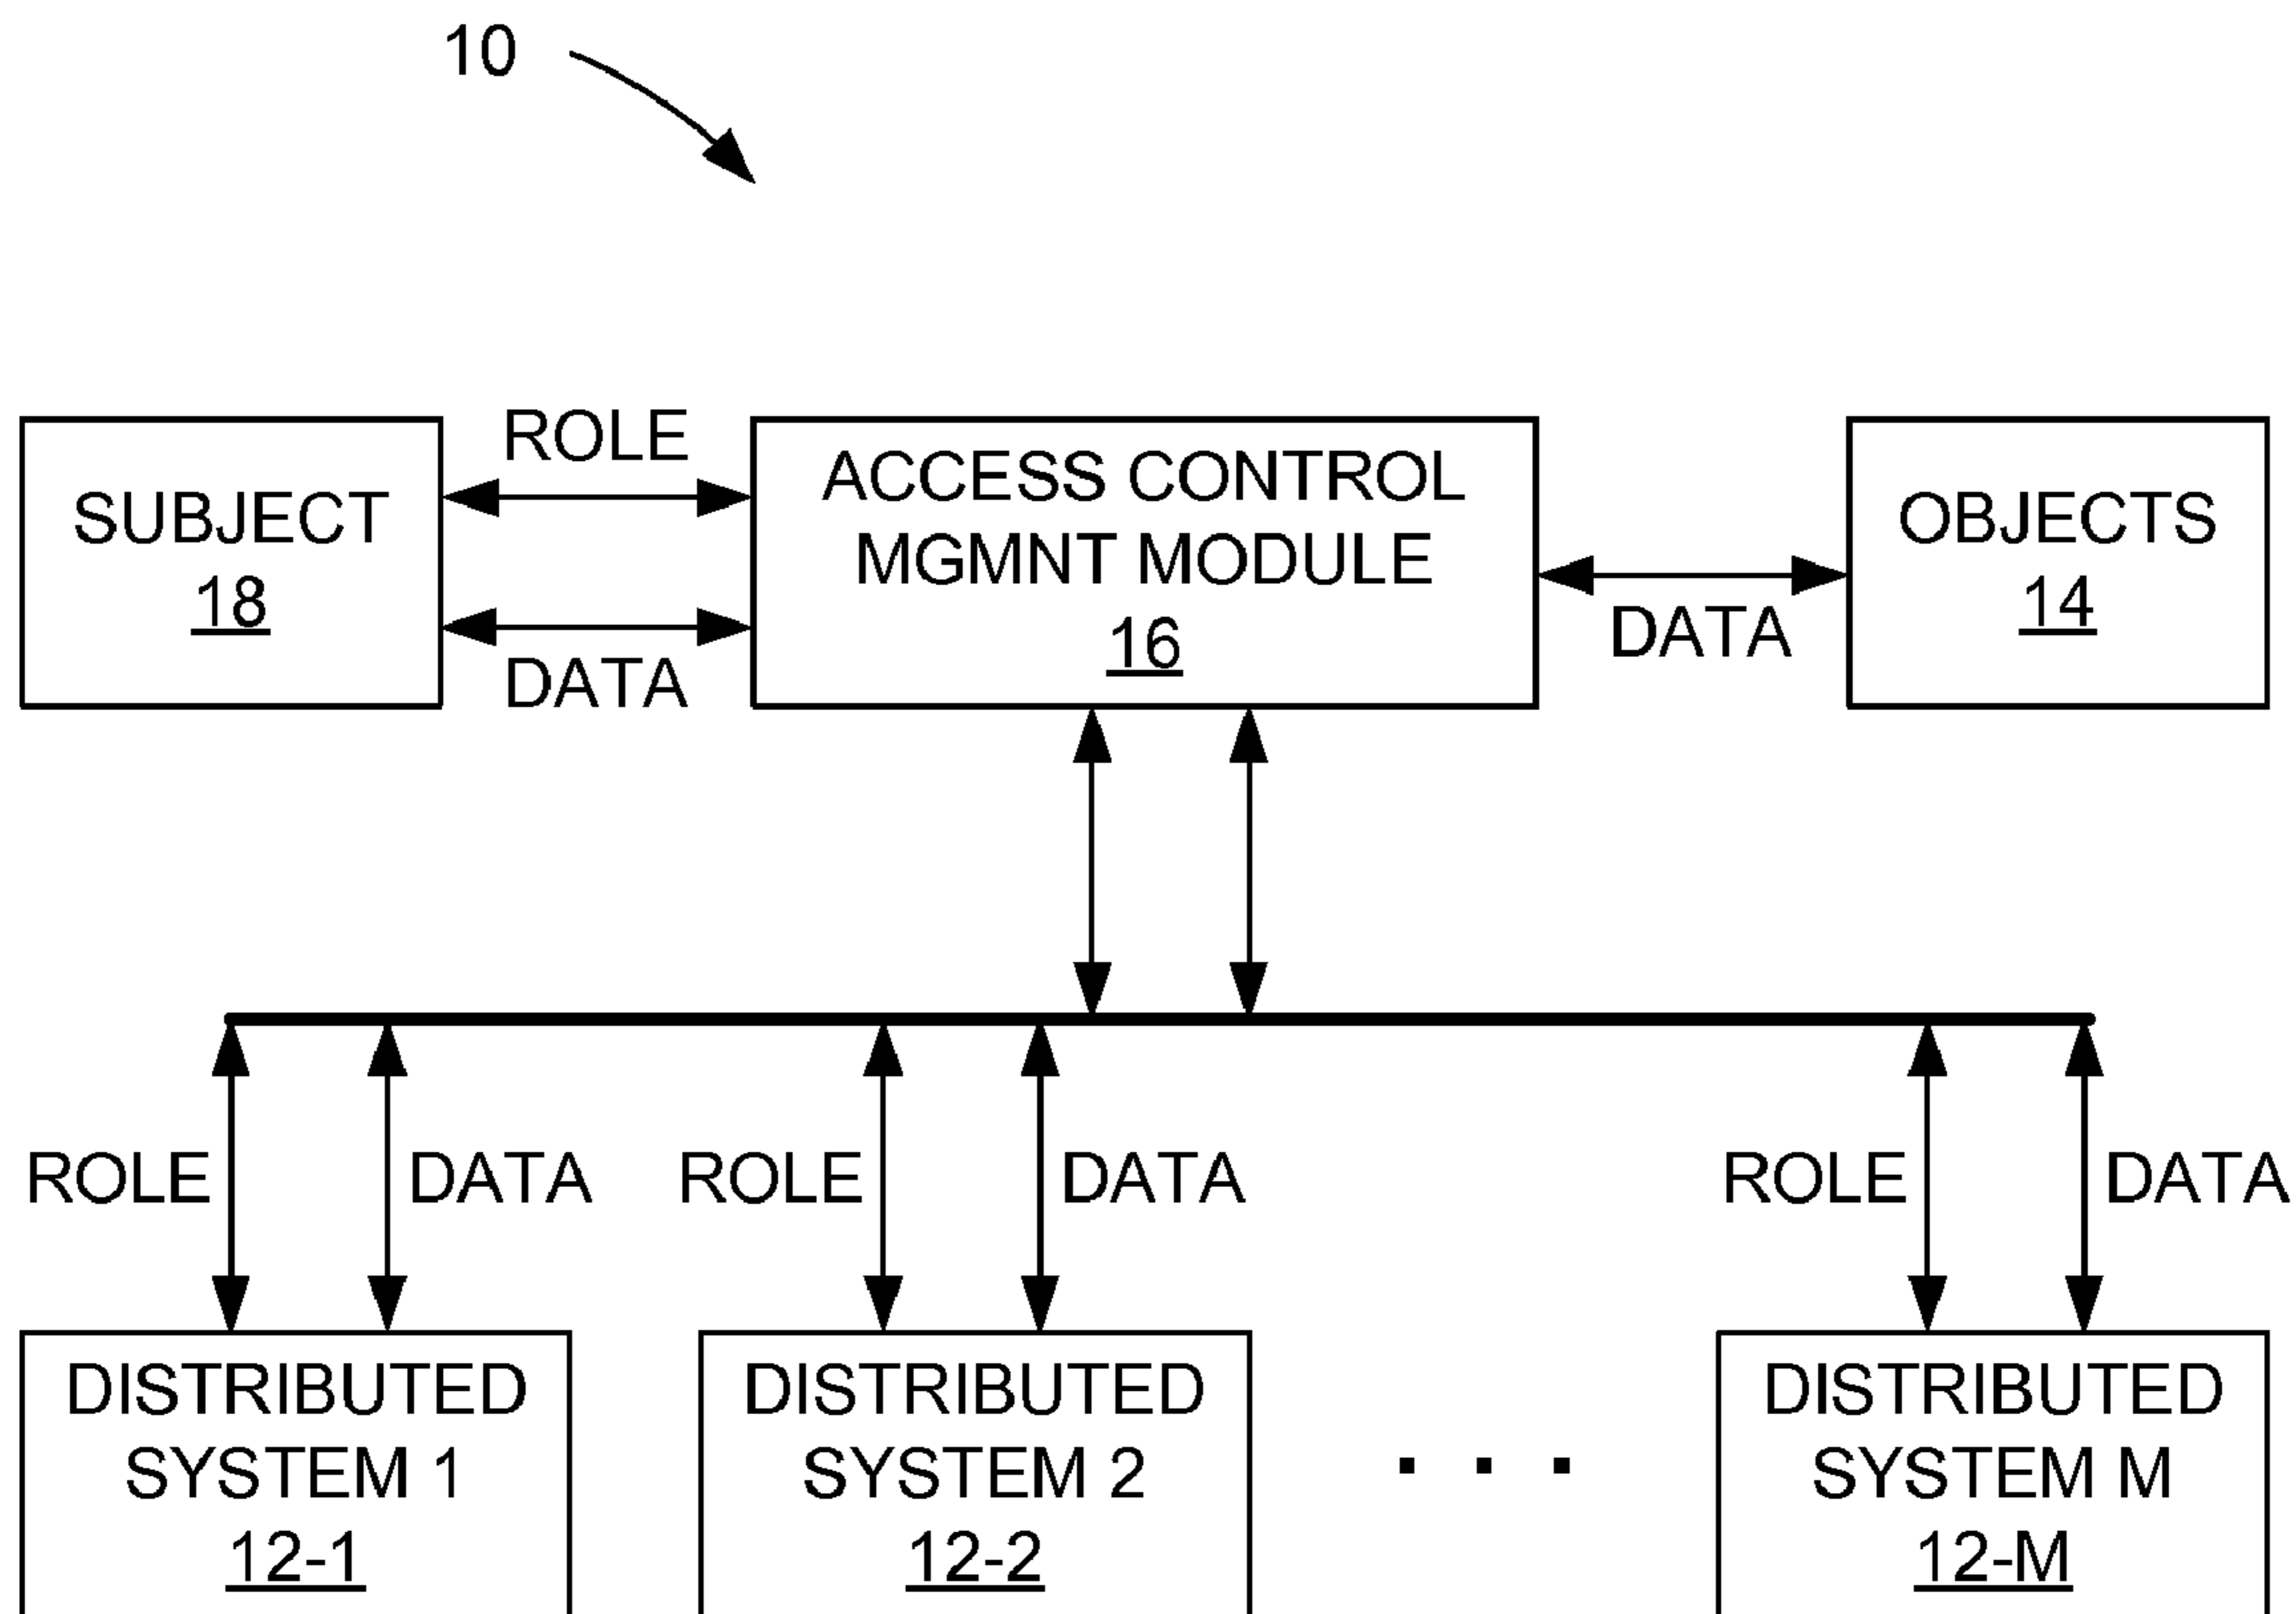 10
ROLE
SUBJECT
18
DATA
ACCESS CONTROL
MGMNT MODULE
16
DATA
OBJECTS
14
ROLE
DATA
ROLE
DATA
ROLE
DATA
DISTRIBUTED
SYSTEM 1
12-1
DISTRIBUTED
SYSTEM 2
12-2
. . .
DISTRIBUTED
SYSTEM M
12-M